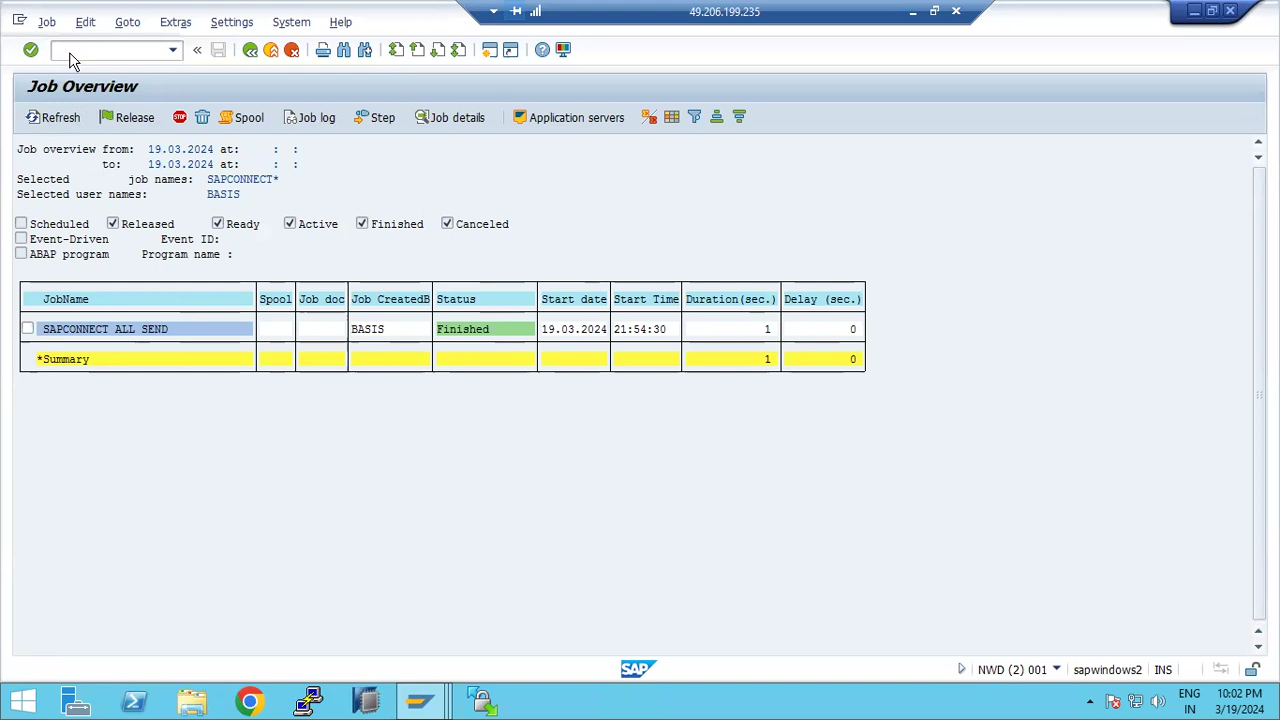 49.206.199.235
Job Edit Goto Extras Settings System Help
Job Overview
Refresh Release STOP Spool Job log Step Job details Application servers
Job overview from: 19.03.2024 at: : :
to: 19.03.2024 at: : :
Selected job names: SAPCONNECT*
Selected user names: BASIS
Scheduled Released Ready Active Finished Canceled
Event-Driven Event ID:
ABAP program Program name :
JobName Spool Job doc Job CreatedB Status Start date Start Time Duration(sec.) Delay (sec.)
SAPCONNECT ALL SEND BASIS Finished 19.03.2024 21:54:30 1 0
*Summary 1 0
SAP NWD (2) 001 sapwindows2 INS
ENG 10:02 PM
IN 3/19/2024